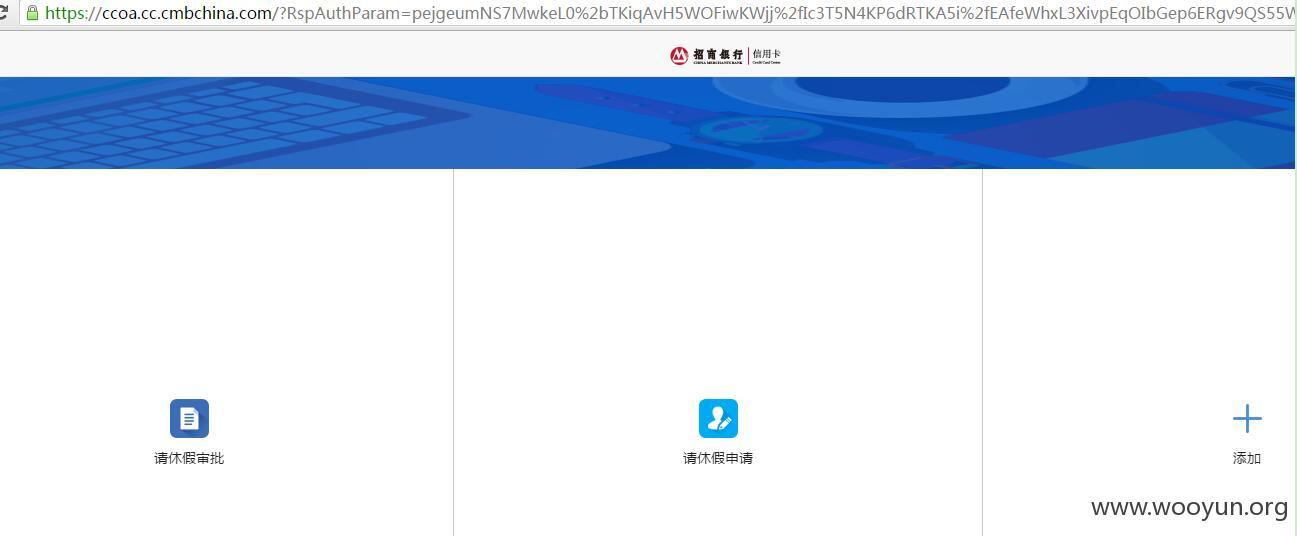 https://ccoa.cc.cmbchina.com/?RspAuthParam=pejgeumNS7MwkeL0%2bTKiqAvH5WOFiwKWjj%2fIc3T5N4KP6dRTKA5i%2fEAfeWhxL3XivpEqOIbGep6ERgv9QS55W
招商银行 信用卡
CHINA MERCHANTS BANK Credit Card Center
请休假审批 请休假申请 添加
www.wooyun.org